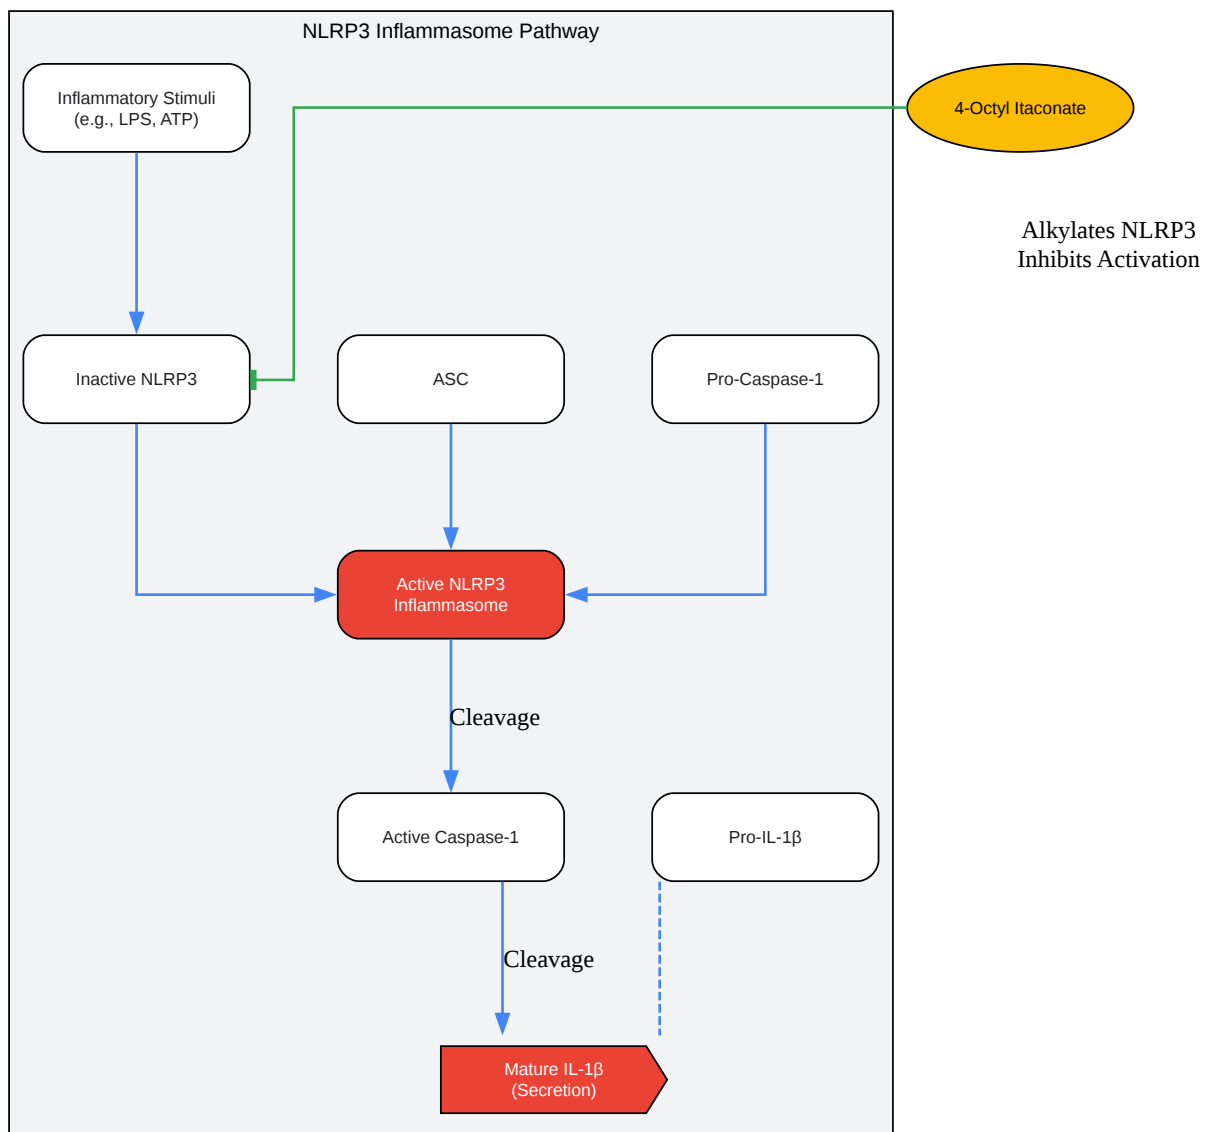 NLRP3 Inflammasome Pathway
Inflammatory Stimuli
(e.g., LPS, ATP)
4-Octyl Itaconate
Alkylates NLRP3
Inhibits Activation
Inactive NLRP3
ASC
Pro-Caspase-1
Active NLRP3
Inflammasome
Cleavage
Active Caspase-1
Pro-IL-1β
Cleavage
Mature IL-1β
(Secretion)